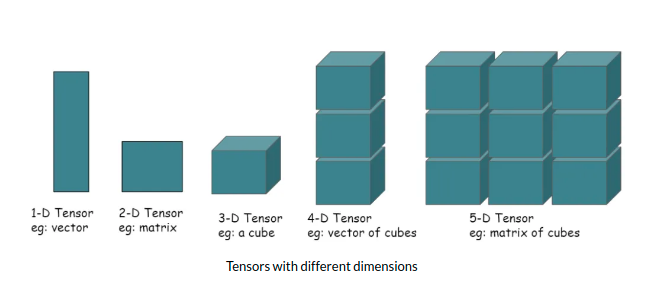 1-D Tensor
eg: vector
2-D Tensor
eg: matrix
3-D Tensor
eg: a cube
4-D Tensor
eg: vector of cubes
5-D Tensor
eg: matrix of cubes
Tensors with different dimensions